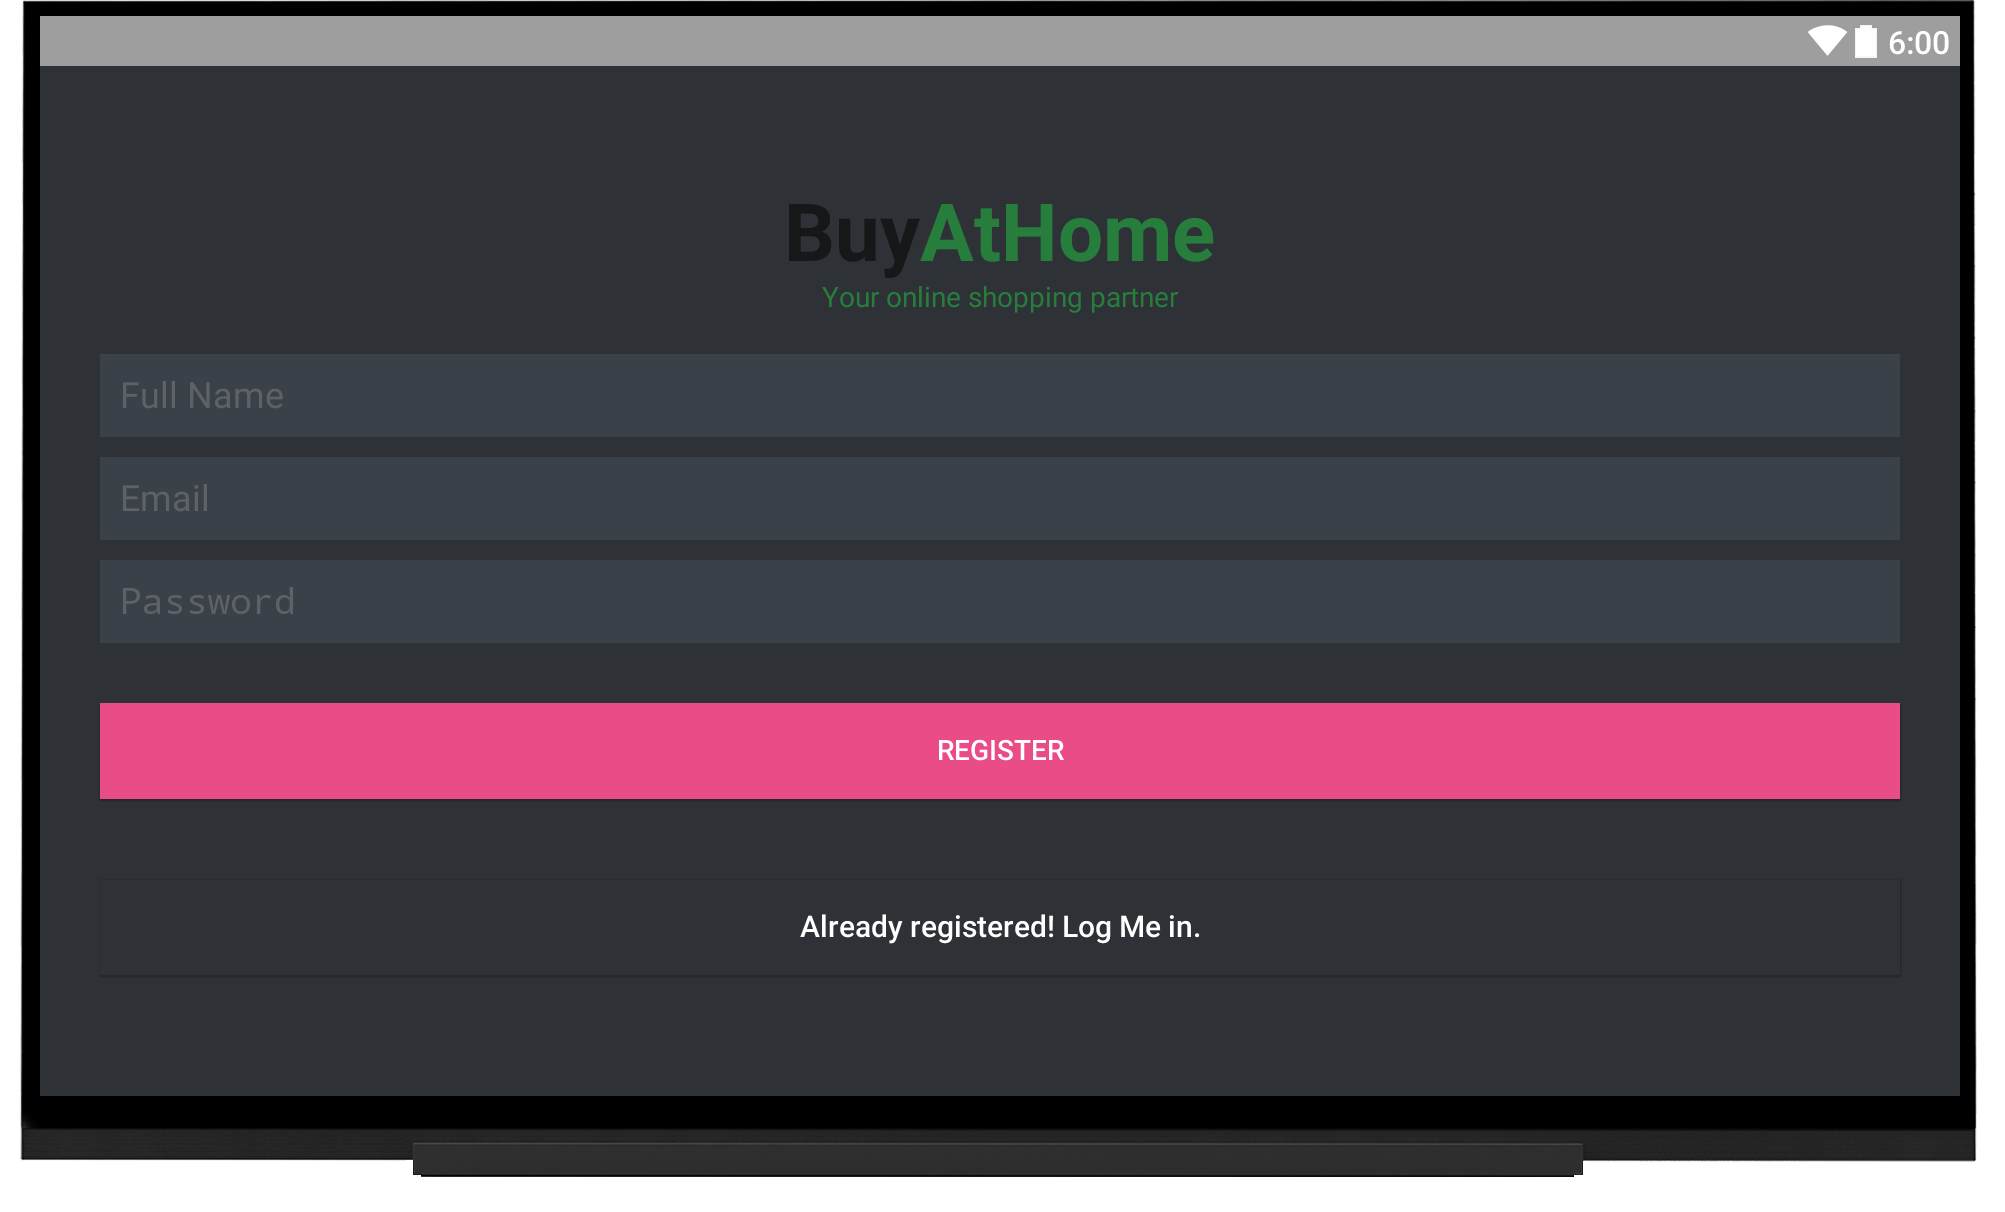 6:00
BuyAtHome
Your online shopping partner
Full Name
Email
Password
REGISTER
Already registered! Log Me in.